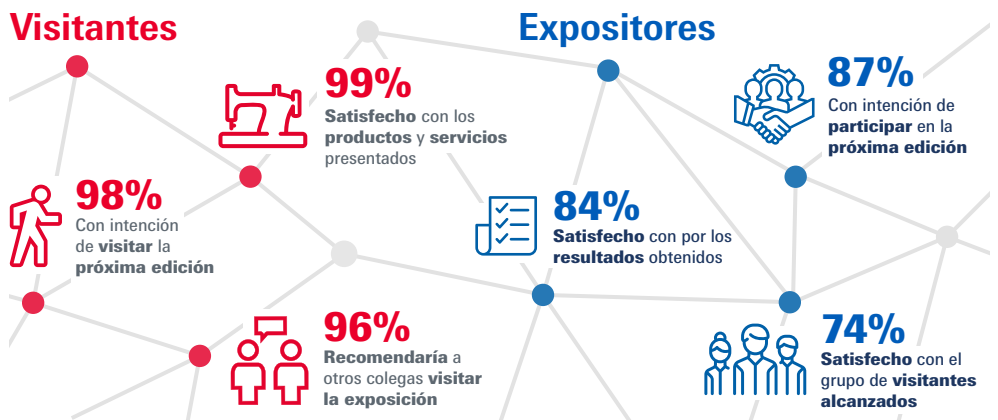 Visitantes
99%
Satisfecho con los
productos y servicios
presentados
98%
Con intención
de visitar la
próxima edición
96%
Recomendaría a
otros colegas visitar
la exposición
Expositores
87%
Con intención de
participar en la
próxima edición
84%
Satisfecho con por los
resultados obtenidos
74%
Satisfecho con el
grupo de visitantes
alcanzados